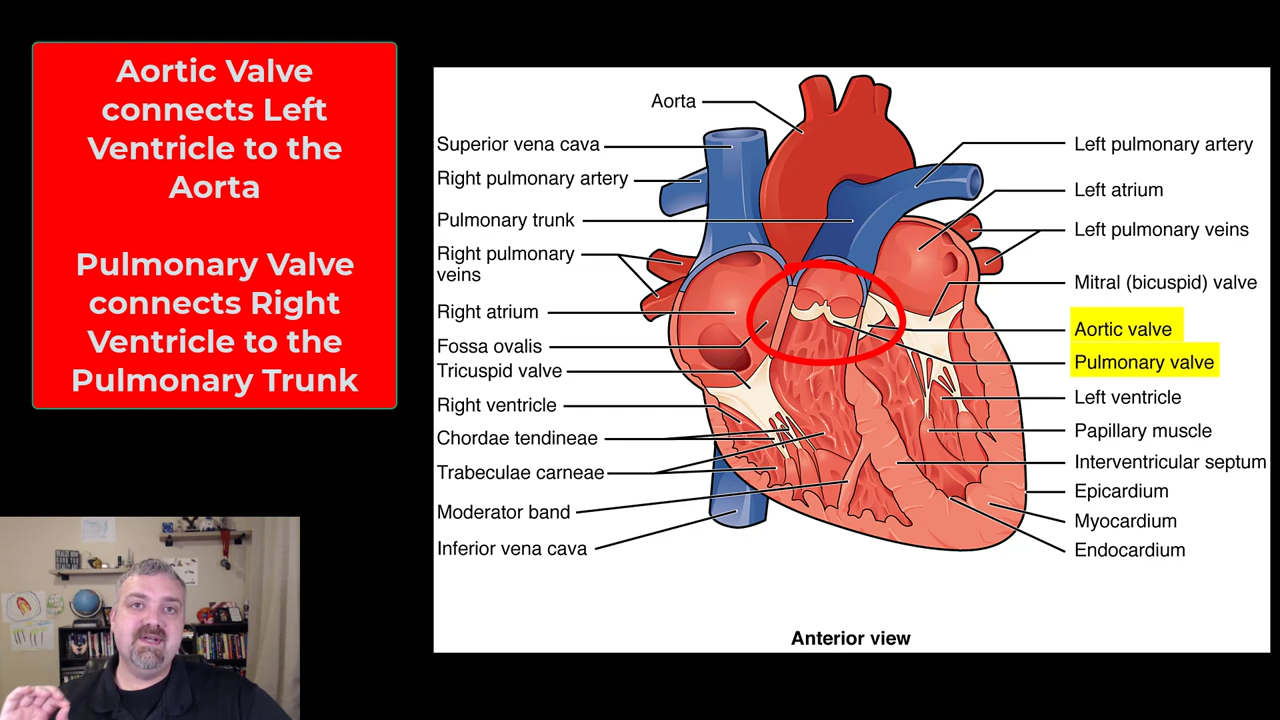 Aortic Valve
connects Left
Ventricle to the
Aorta
Pulmonary Valve
connects Right
Ventricle to the
Pulmonary Trunk
Aorta
Superior vena cava
Right pulmonary artery
Pulmonary trunk
Right pulmonary
veins
Right atrium
Fossa ovalis
Tricuspid valve
Right ventricle
Chordae tendineae
Trabeculae carneae
Moderator band
Inferior vena cava
Left pulmonary artery
Left atrium
Left pulmonary veins
Mitral (bicuspid) valve
Aortic valve
Pulmonary valve
Left ventricle
Papillary muscle
Interventricular septum
Epicardium
Myocardium
Endocardium
Anterior view